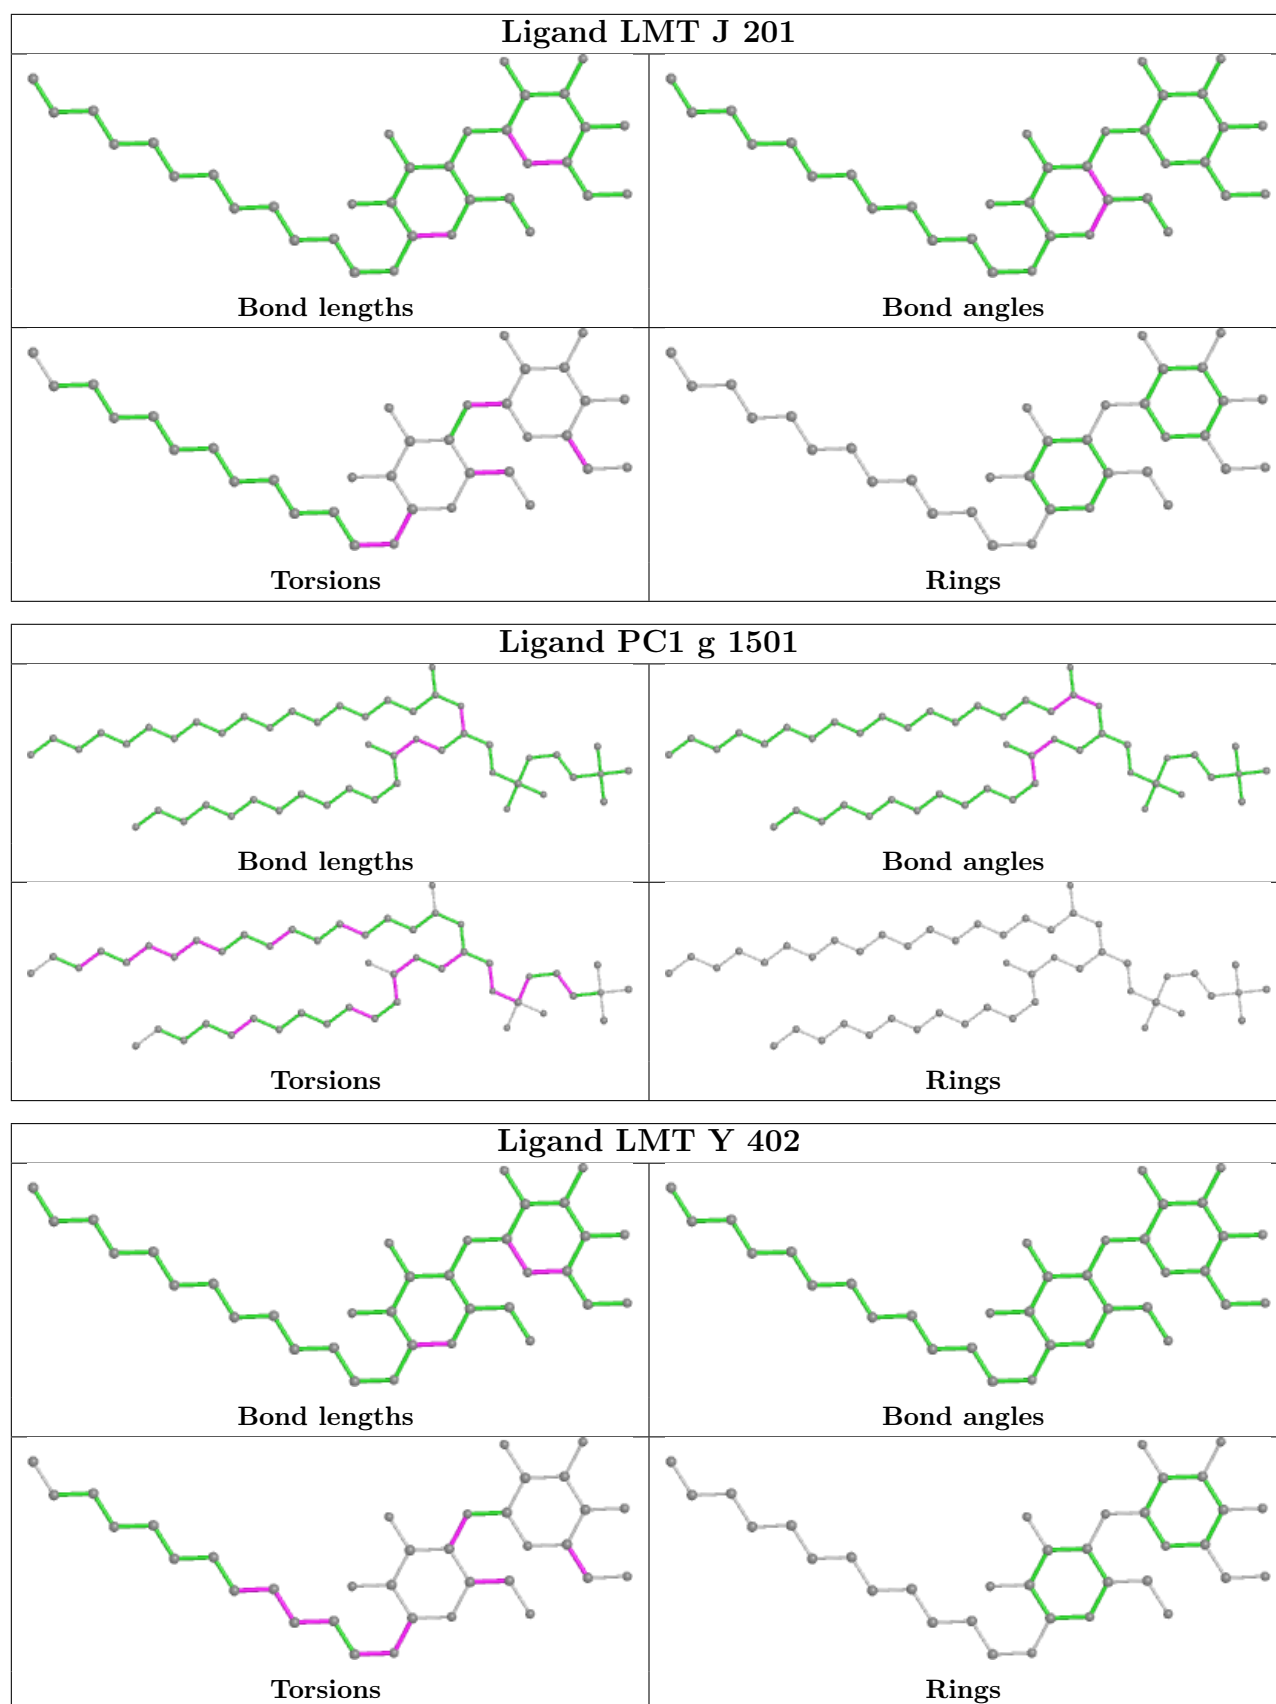 Ligand LMT J 201
Bond lengths
Bond angles
Torsions
Rings
Ligand PC1 g 1501
Bond lengths
Bond angles
Torsions
Rings
Ligand LMT Y 402
Bond lengths
Bond angles
Torsions
Rings